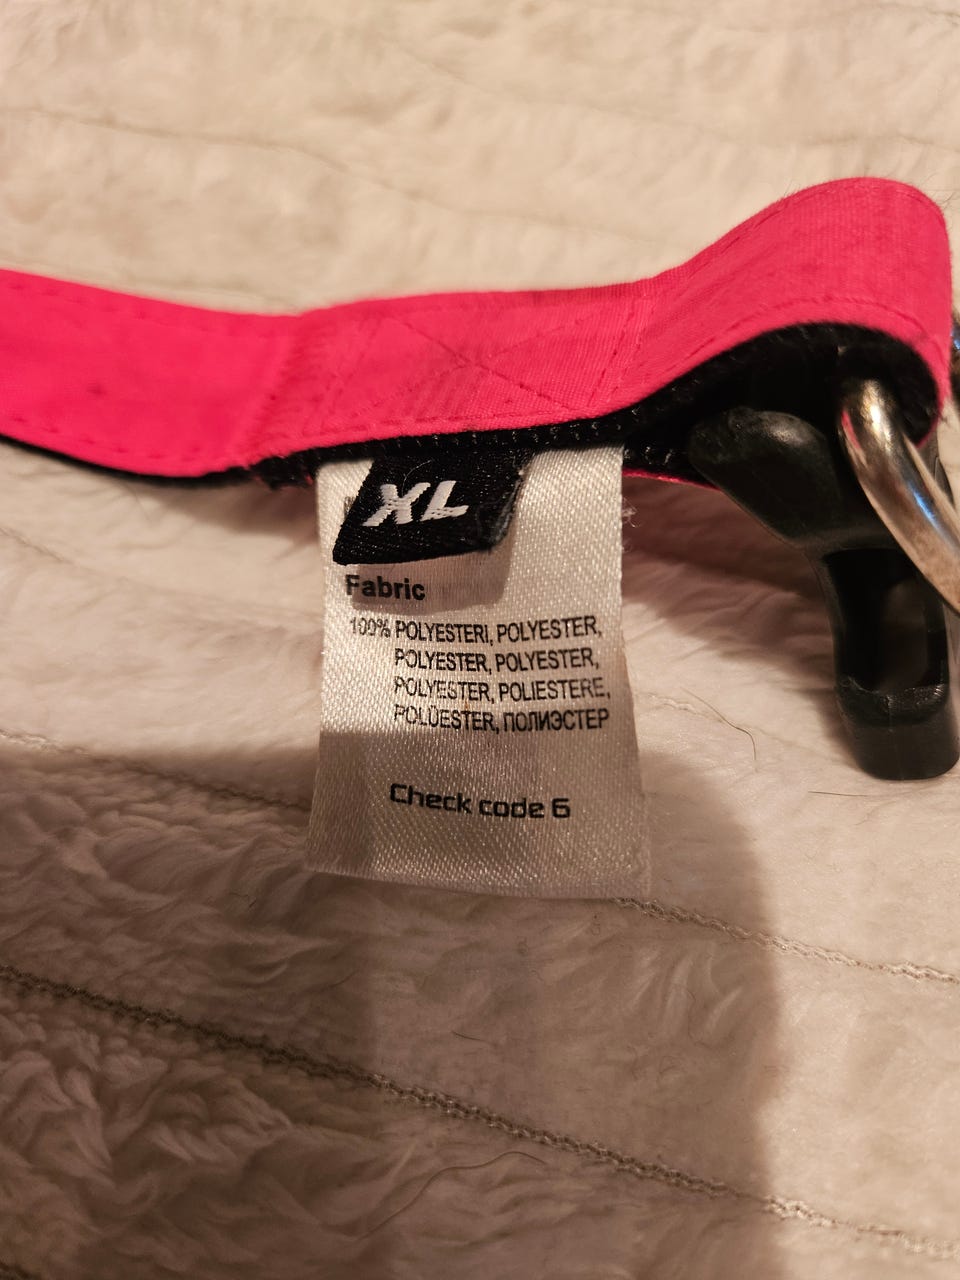 XL
Fabric
100% POLYESTERI, POLYESTER,
POLYESTER, POLYESTER,
POLYESTER, POLIESTERE,
POLÜESTER, ПОЛИЭСТЕР
Check code 6